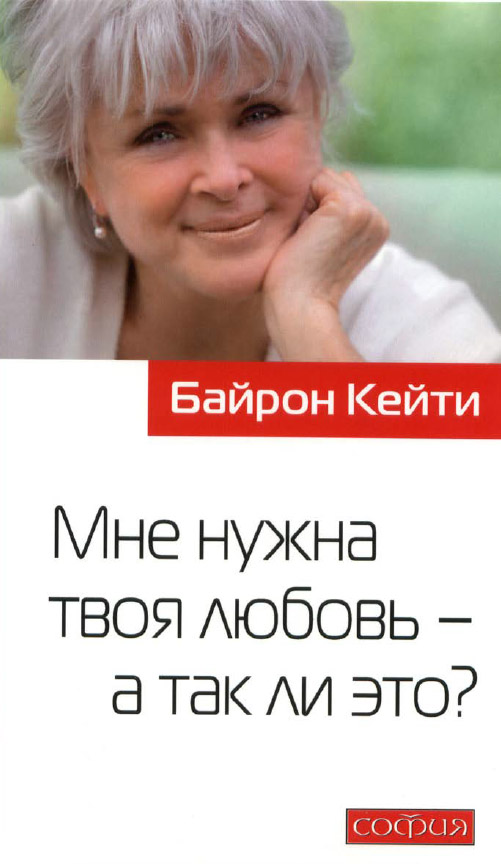 Байрон Кейти
Мне нужна
твоя любовь –
а так ли это?
СОФИЯ